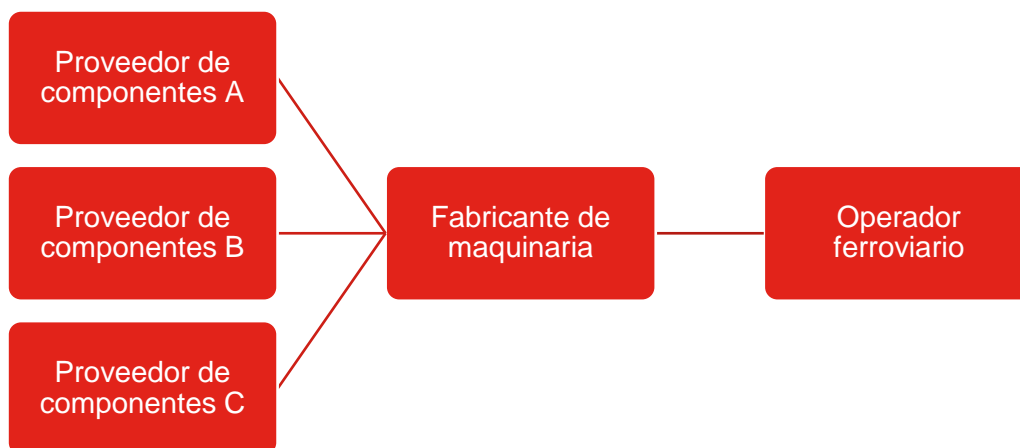 Proveedor de
componentes A
Proveedor de
componentes B
Proveedor de
componentes C
Fabricante de
maquinaria
Operador
ferroviario